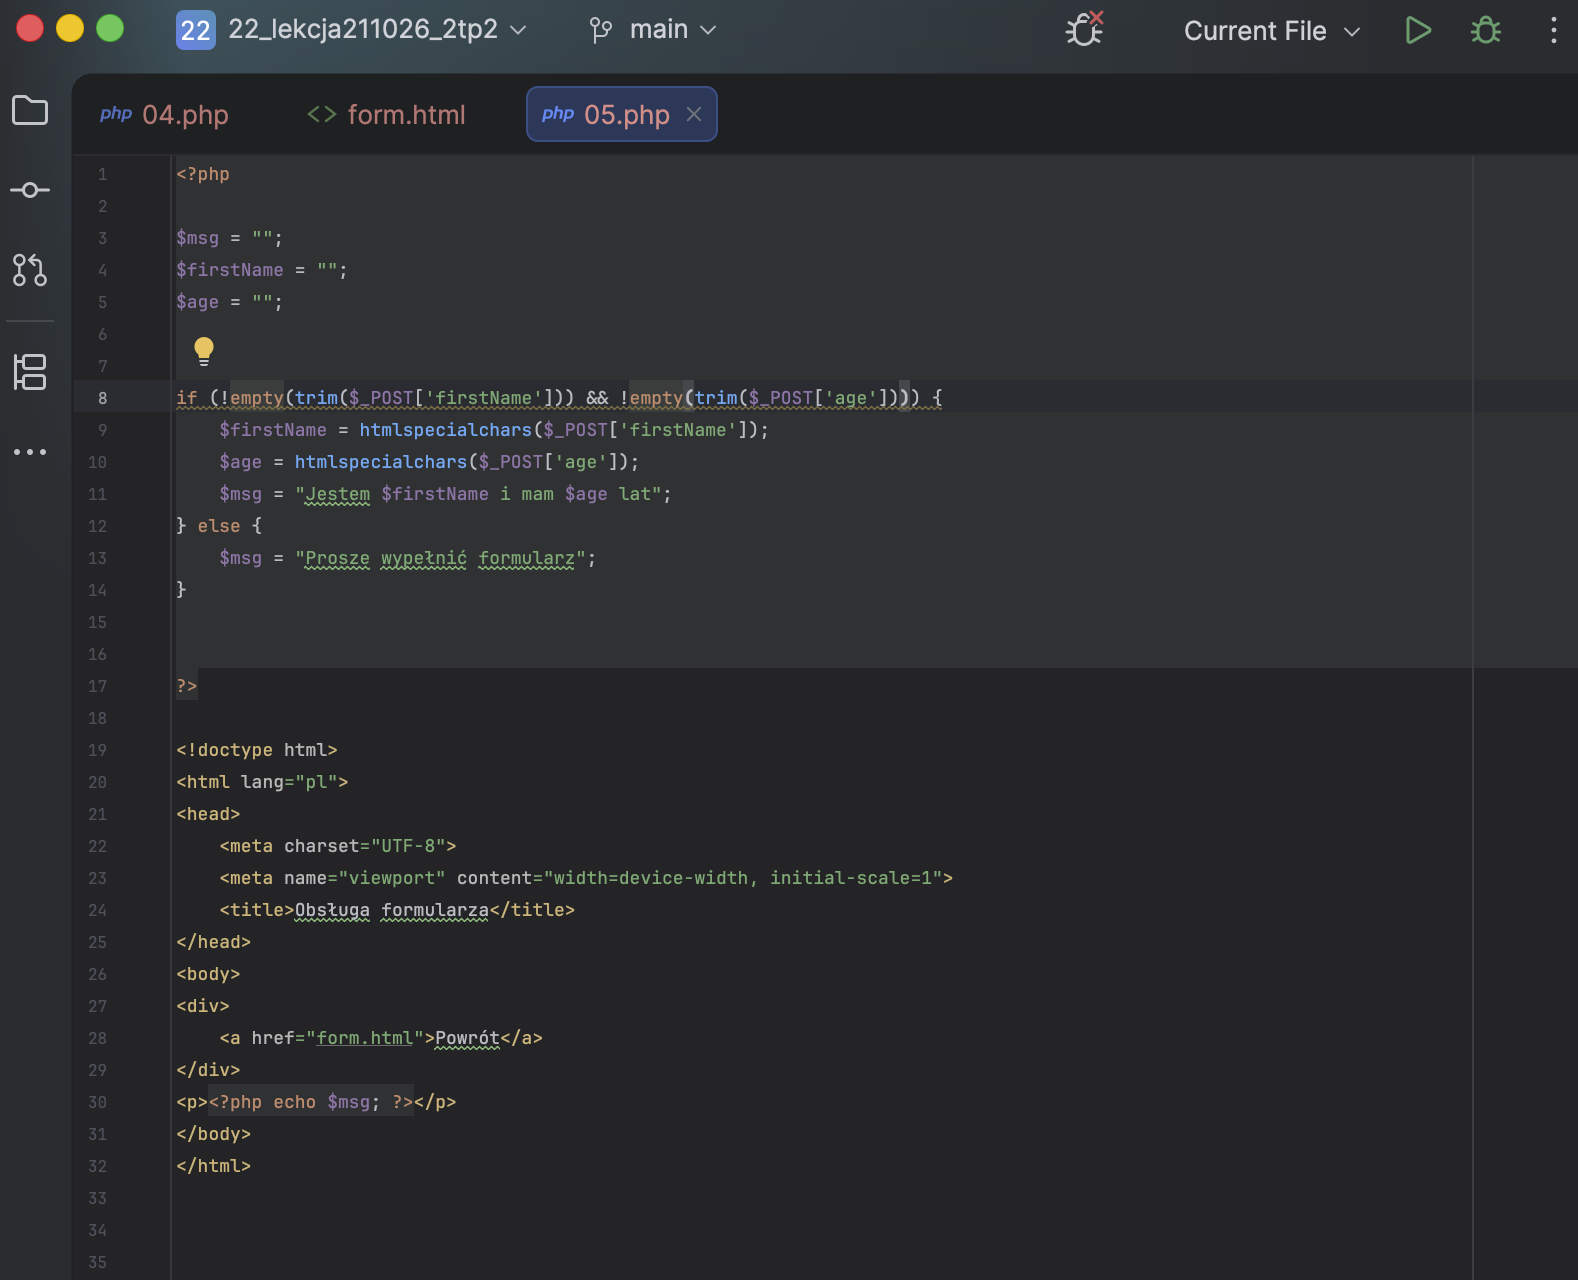 22 22_lekcja211026_2tp2 main Current File
php 04.php <> form.html php 05.php
1 <?php
2
3 $msg = "";
4 $firstName = "";
5 $age = "";
6
7
8 if (!empty(trim($_POST['firstName'])) && !empty(trim($_POST['age']))) {
9     $firstName = htmlspecialchars($_POST['firstName']);
10     $age = htmlspecialchars($_POST['age']);
11     $msg = "Jestem $firstName i mam $age lat";
12 } else {
13     $msg = "Prosze wypełnić formularz";
14 }
15
16
17 ?>
18
19 <!doctype html>
20 <html lang="pl">
21 <head>
22     <meta charset="UTF-8">
23     <meta name="viewport" content="width=device-width, initial-scale=1">
24     <title>Obsługa formularza</title>
25 </head>
26 <body>
27 <div>
28     <a href="form.html">Powrót</a>
29 </div>
30 <p><?php echo $msg; ?></p>
31 </body>
32 </html>
33
34
35